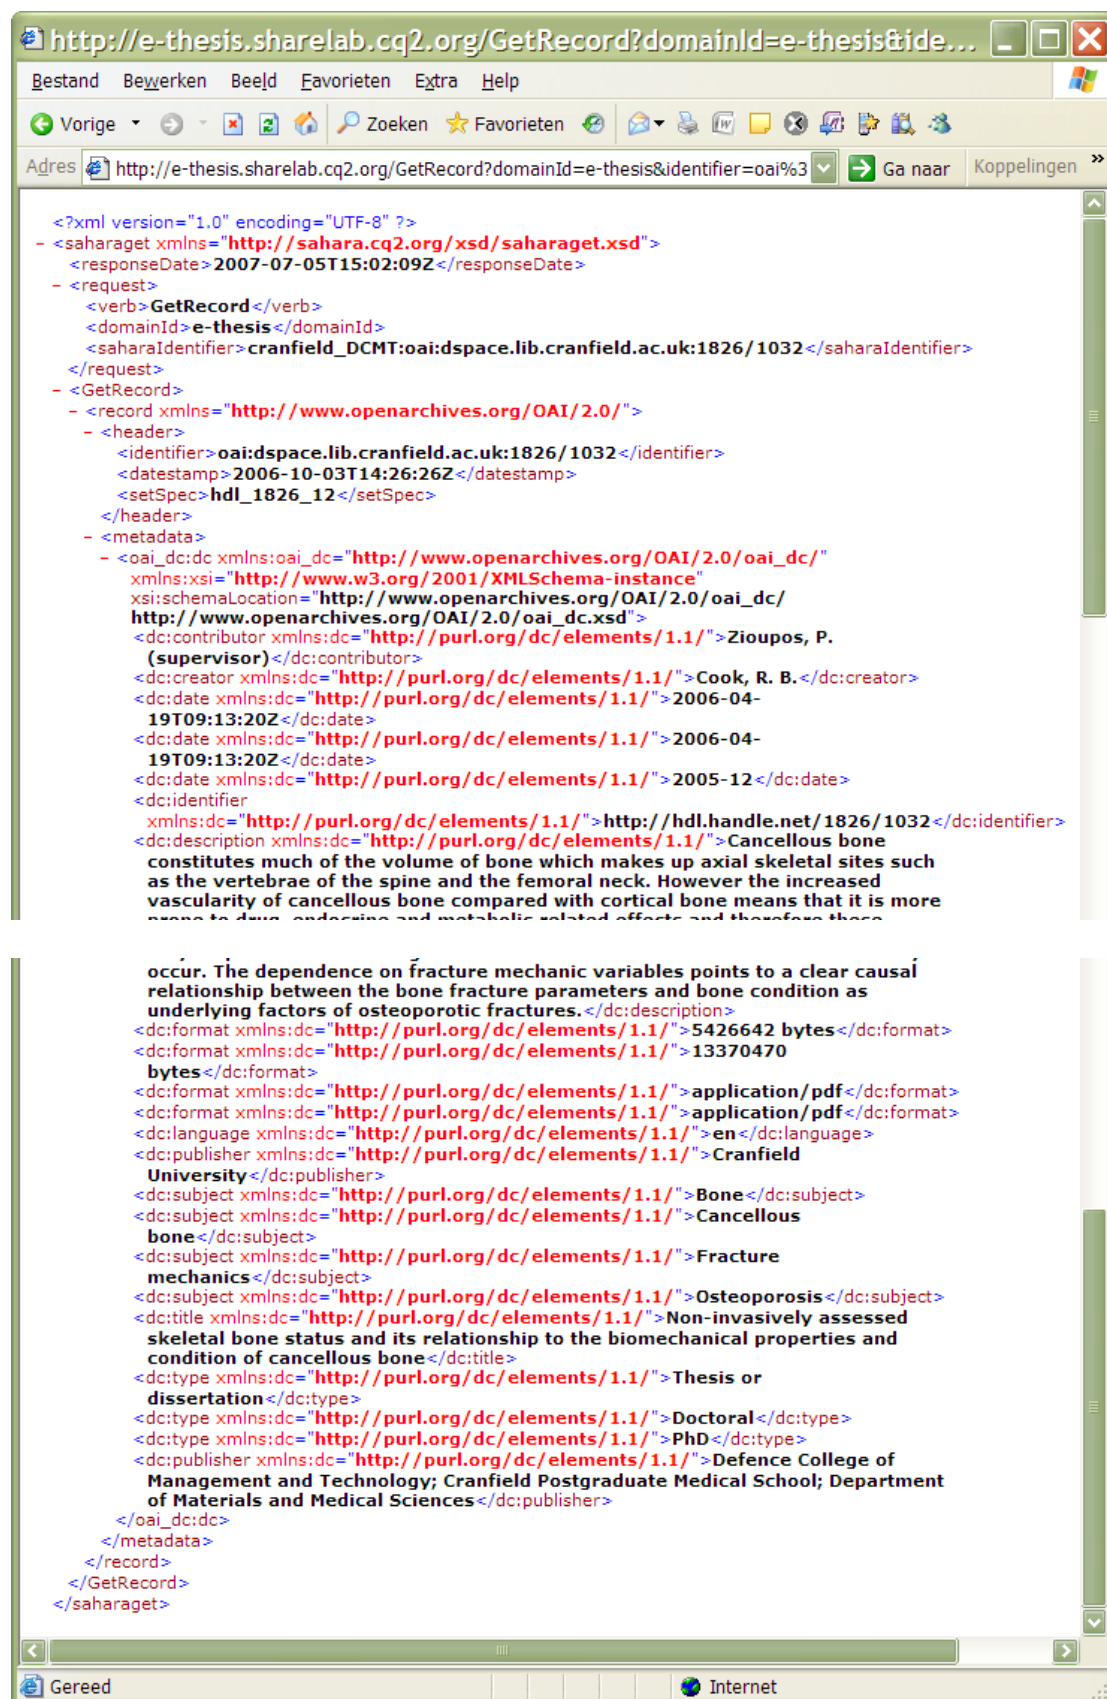 http://e-thesis.sharelab.cq2.org/GetRecord?domainId=e-thesis&ide...
Bestand Bewerken Beeld Favorieten Extra Help
Vorige Zoeken Favorieten
Adres http://e-thesis.sharelab.cq2.org/GetRecord?domainId=e-thesis&identifier=oai%3 Ga naar Koppelingen »
<?xml version="1.0" encoding="UTF-8" ?>
- <saharaget xmlns="http://sahara.cq2.org/xsd/saharaget.xsd">
<responseDate>2007-07-05T15:02:09Z</responseDate>
- <request>
<verb>GetRecord</verb>
<domainId>e-thesis</domainId>
<saharaIdentifier>cranfield_DCMT:oai:dspace.lib.cranfield.ac.uk:1826/1032</saharaIdentifier>
</request>
- <GetRecord>
- <record xmlns="http://www.openarchives.org/OAI/2.0/">
- <header>
<identifier>oai:dspace.lib.cranfield.ac.uk:1826/1032</identifier>
<datestamp>2006-10-03T14:26:26Z</datestamp>
<setSpec>hdl_1826_12</setSpec>
</header>
- <metadata>
- <oai_dc:dc xmlns:oai_dc="http://www.openarchives.org/OAI/2.0/oai_dc/"
xmlns:xsi="http://www.w3.org/2001/XMLSchema-instance"
xsi:schemaLocation="http://www.openarchives.org/OAI/2.0/oai_dc/
http://www.openarchives.org/OAI/2.0/oai_dc.xsd">
<dc:contributor xmlns:dc="http://purl.org/dc/elements/1.1/">Zioupos, P.
(supervisor)</dc:contributor>
<dc:creator xmlns:dc="http://purl.org/dc/elements/1.1/">Cook, R. B.</dc:creator>
<dc:date xmlns:dc="http://purl.org/dc/elements/1.1/">2006-04-
19T09:13:20Z</dc:date>
<dc:date xmlns:dc="http://purl.org/dc/elements/1.1/">2006-04-
19T09:13:20Z</dc:date>
<dc:date xmlns:dc="http://purl.org/dc/elements/1.1/">2005-12</dc:date>
<dc:identifier
xmlns:dc="http://purl.org/dc/elements/1.1/">http://hdl.handle.net/1826/1032</dc:identifier>
<dc:description xmlns:dc="http://purl.org/dc/elements/1.1/">Cancellous bone
constitutes much of the volume of bone which makes up axial skeletal sites such
as the vertebrae of the spine and the femoral neck. However the increased
vascularity of cancellous bone compared with cortical bone means that it is more
prone to drug, endocrine and metabolic related effects and therefore these
occur. The dependence on fracture mechanic variables points to a clear causal
relationship between the bone fracture parameters and bone condition as
underlying factors of osteoporotic fractures.</dc:description>
<dc:format xmlns:dc="http://purl.org/dc/elements/1.1/">5426642 bytes</dc:format>
<dc:format xmlns:dc="http://purl.org/dc/elements/1.1/">13370470
bytes</dc:format>
<dc:format xmlns:dc="http://purl.org/dc/elements/1.1/">application/pdf</dc:format>
<dc:format xmlns:dc="http://purl.org/dc/elements/1.1/">application/pdf</dc:format>
<dc:language xmlns:dc="http://purl.org/dc/elements/1.1/">en</dc:language>
<dc:publisher xmlns:dc="http://purl.org/dc/elements/1.1/">Cranfield
University</dc:publisher>
<dc:subject xmlns:dc="http://purl.org/dc/elements/1.1/">Bone</dc:subject>
<dc:subject xmlns:dc="http://purl.org/dc/elements/1.1/">Cancellous
bone</dc:subject>
<dc:subject xmlns:dc="http://purl.org/dc/elements/1.1/">Fracture
mechanics</dc:subject>
<dc:subject xmlns:dc="http://purl.org/dc/elements/1.1/">Osteoporosis</dc:subject>
<dc:title xmlns:dc="http://purl.org/dc/elements/1.1/">Non-invasively assessed
skeletal bone status and its relationship to the biomechanical properties and
condition of cancellous bone</dc:title>
<dc:type xmlns:dc="http://purl.org/dc/elements/1.1/">Thesis or
dissertation</dc:type>
<dc:type xmlns:dc="http://purl.org/dc/elements/1.1/">Doctoral</dc:type>
<dc:type xmlns:dc="http://purl.org/dc/elements/1.1/">PhD</dc:type>
<dc:publisher xmlns:dc="http://purl.org/dc/elements/1.1/">Defence College of
Management and Technology; Cranfield Postgraduate Medical School; Department
of Materials and Medical Sciences</dc:publisher>
</oai_dc:dc>
</metadata>
</record>
</GetRecord>
</saharaget>
Gereed Internet